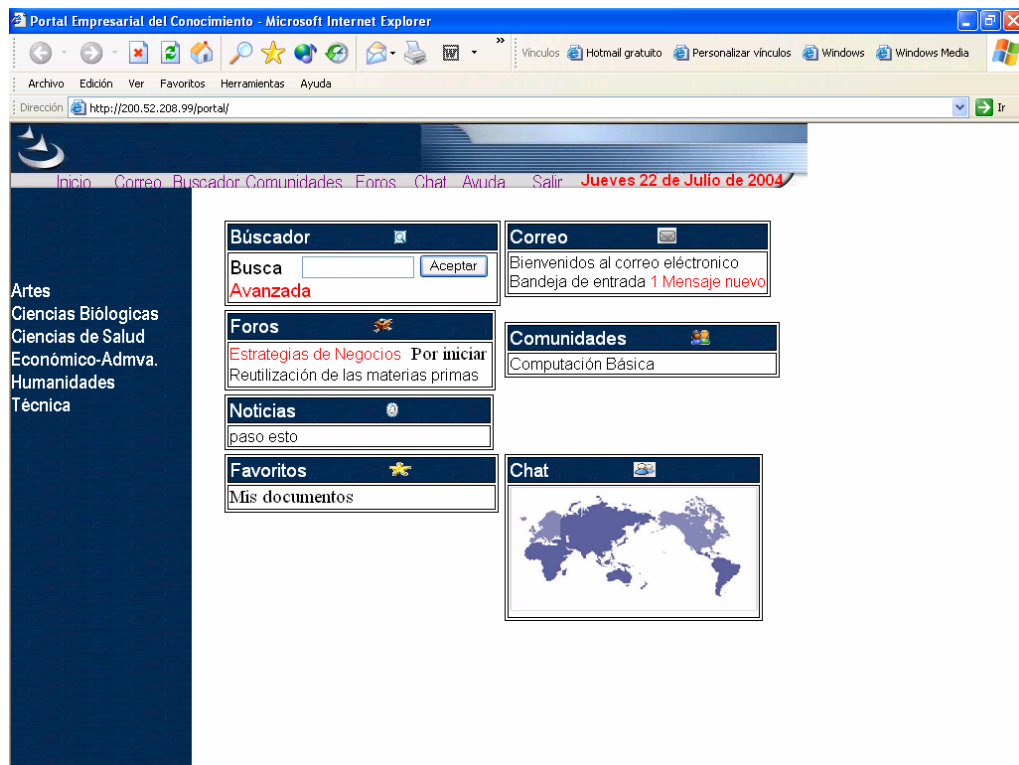 Portal Empresarial del Conocimiento - Microsoft Internet Explorer
Vínculos Hotmail gratuito Personalizar vínculos Windows Windows Media
Archivo Edición Ver Favoritos Herramientas Ayuda
Dirección http://200.52.208.99/portal/ Ir
Inicio Correo Buscador Comunidades Foros Chat Ayuda Salir Jueves 22 de Julio de 2004
Artes
Ciencias Biólogicas
Ciencias de Salud
Económico-Admva.
Humanidades
Técnica
Búscador
Busca Aceptar
Avanzada
Correo
Bienvenidos al correo eléctronico
Bandeja de entrada 1 Mensaje nuevo
Foros
Estrategias de Negocios Por iniciar
Reutilización de las materias primas
Comunidades
Computación Básica
Noticias
paso esto
Favoritos
Mis documentos
Chat